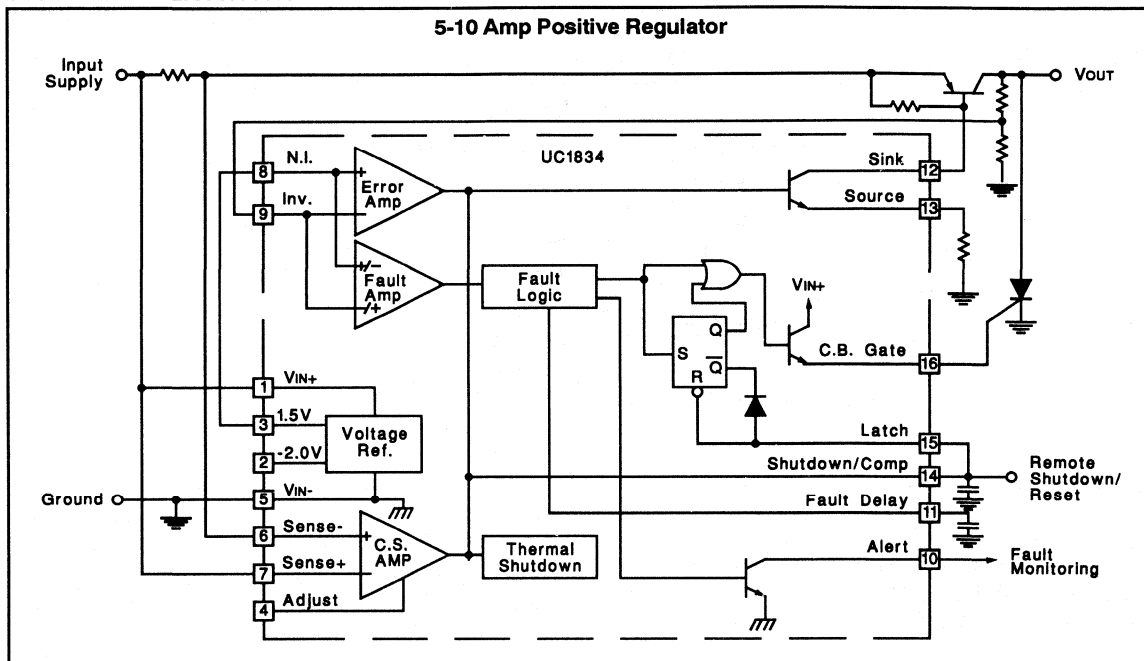 5-10 Amp Positive Regulator
Input
Supply
VOUT
UC1834
8 N.I.
+
Error
Amp
-
9 Inv.
Sink 12
Source 13
+/-
Fault
Amp
-/+
Fault
Logic
VIN+
S
Q
Q
R
C.B. Gate 16
1 VIN+
3 1.5V
Voltage
Ref.
2 -2.0V
Latch 15
Shutdown/Comp 14
Remote
Shutdown/
Reset
Ground
5 VIN-
Fault Delay 11
6 Sense-
+
C.S.
AMP
-
7 Sense+
Thermal
Shutdown
Alert 10
Fault
Monitoring
4 Adjust